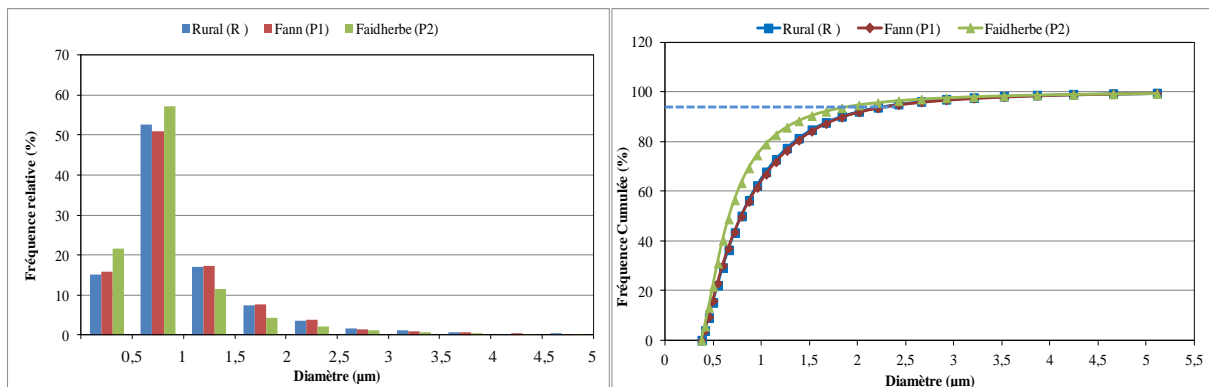 Rural (R ) Fann (P1) Faidherbe (P2)
Fréquence relative (%)
70
60
50
40
30
20
10
0
0,5 1 1,5 2 2,5 3 3,5 4 4,5 5
Diamètre (µm)
Rural (R ) Fann (P1) Faidherbe (P2)
Fréquence Cumulée (%)
120
100
80
60
40
20
0
0 0,5 1 1,5 2 2,5 3 3,5 4 4,5 5 5,5
Diamètre (µm)